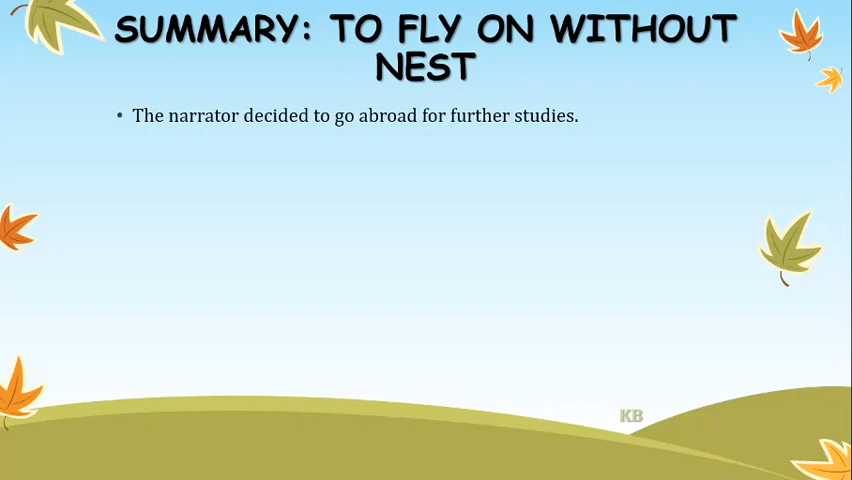 SUMMARY: TO FLY ON WITHOUT
NEST
• The narrator decided to go abroad for further studies.
KB